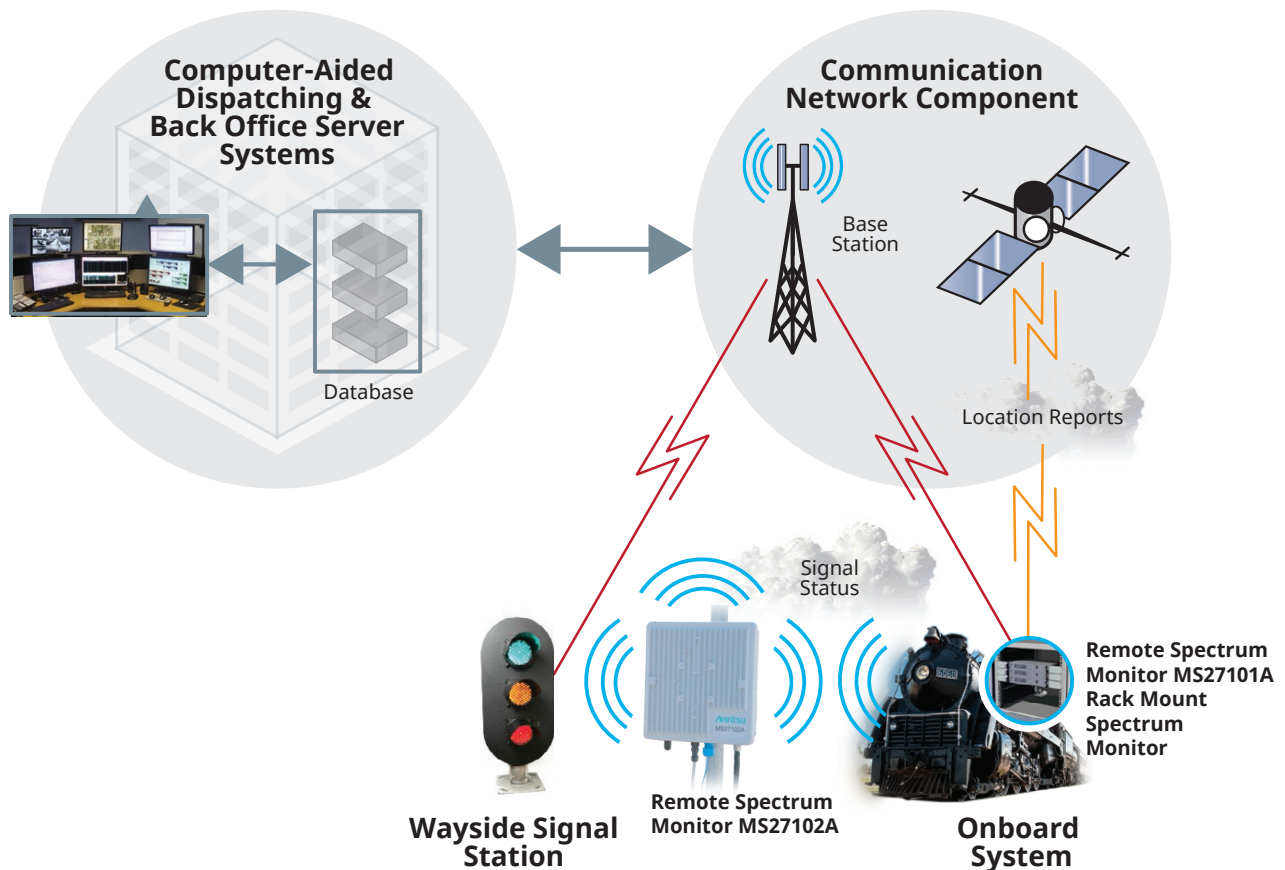 Computer-Aided
Dispatching &
Back Office Server
Systems
Database
Communication
Network Component
Base
Station
Location Reports
Signal
Status
Anritsu
MS27102A
6060
Remote Spectrum
Monitor MS27101A
Rack Mount
Spectrum
Monitor
Remote Spectrum
Monitor MS27102A
Wayside Signal
Station
Onboard
System